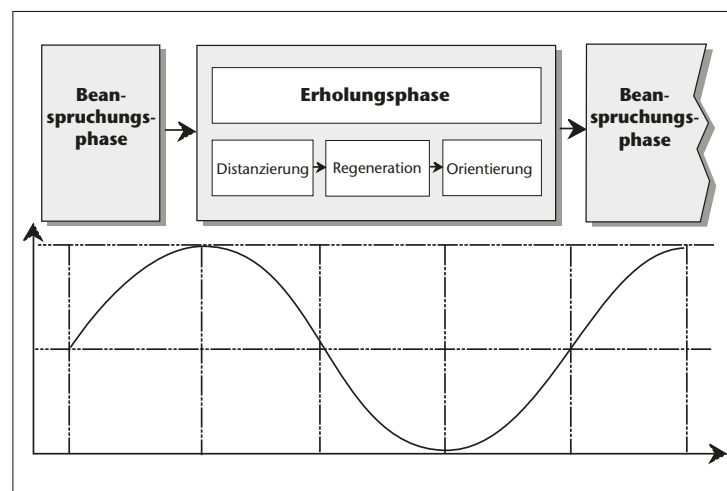 Bean-
spruchungs-
phase
Erholungsphase
Distanzierung
Regeneration
Orientierung
Bean-
spruchungs-
phase